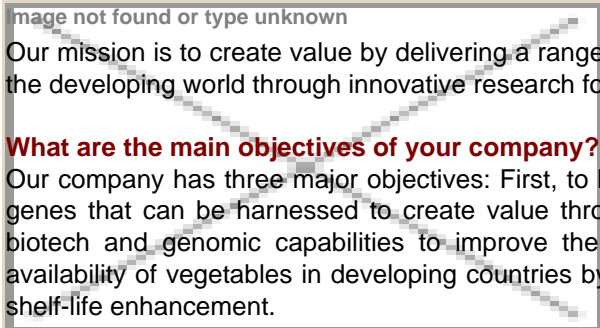 Image not found or type unknown
Our mission is to create value by delivering a range
the developing world through innovative research fo
What are the main objectives of your company?
Our company has three major objectives: First, to
genes that can be harnessed to create value thro
biotech and genomic capabilities to improve the
availability of vegetables in developing countries by
shelf-life enhancement.